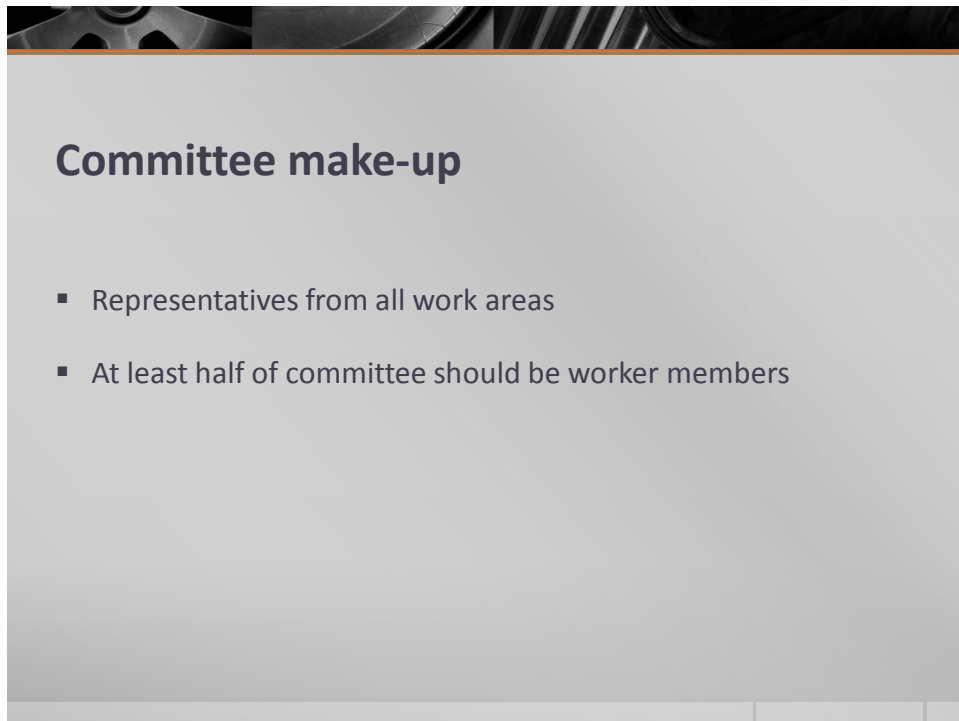 Committee make-up
▪ Representatives from all work areas
▪ At least half of committee should be worker members